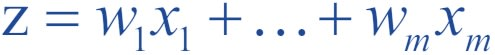 z = w₁x₁ + … + wₘxₘ